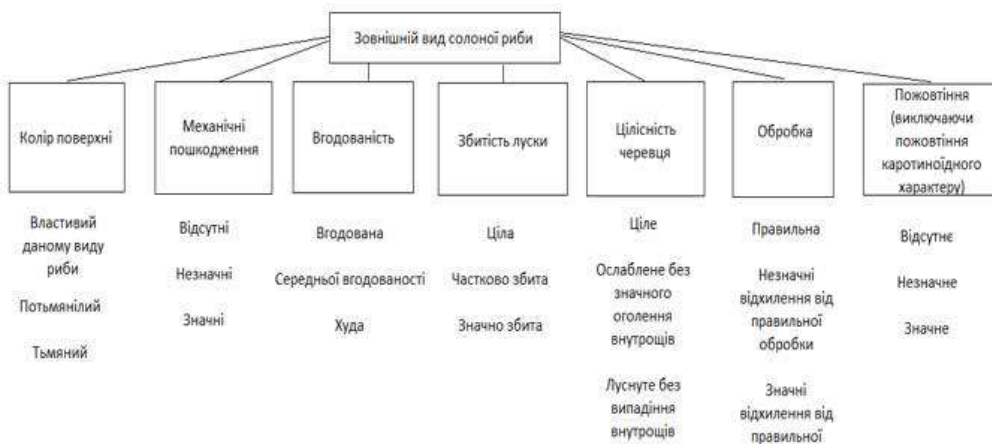 Зовнішній вид солоної риби
Колір поверхні
Механічні
пошкодження
Вгодованість
Збитість луски
Цілісність
черевця
Обробка
Пожовтіння
(виключаючи
пожовтіння
каротиноїдного
характеру)
Властивий
даному виду
риби
Потьмянілий
Тьмяний
Відсутні
Незначні
Значні
Вгодована
Середньої вгодованості
Худа
Ціла
Частково збита
Значно збита
Ціле
Ослаблене без
значного
оголення
внутрощів
Луснуте без
випадіння
внутрощів
Правильна
Незначні
відхилення від
правильної
обробки
Значні
відхилення від
правильної
Відсутнє
Незначне
Значне